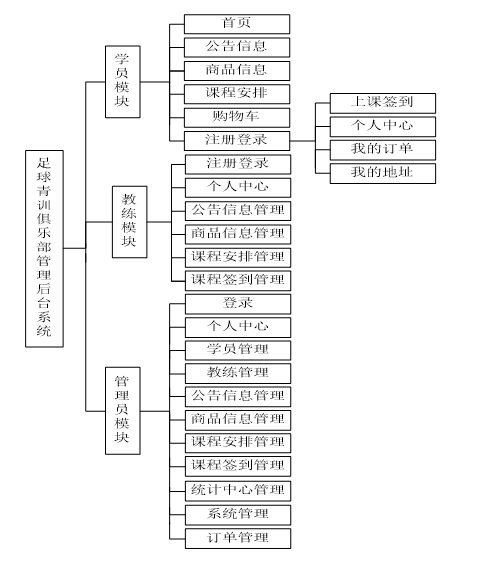 足球青训俱乐部管理后台系统
学员模块
首页
公告信息
商品信息
课程安排
购物车
注册登录
上课签到
个人中心
我的订单
我的地址
教练模块
注册登录
个人中心
公告信息管理
商品信息管理
课程安排管理
课程签到管理
管理员模块
登录
个人中心
学员管理
教练管理
公告信息管理
商品信息管理
课程安排管理
课程签到管理
统计中心管理
系统管理
订单管理